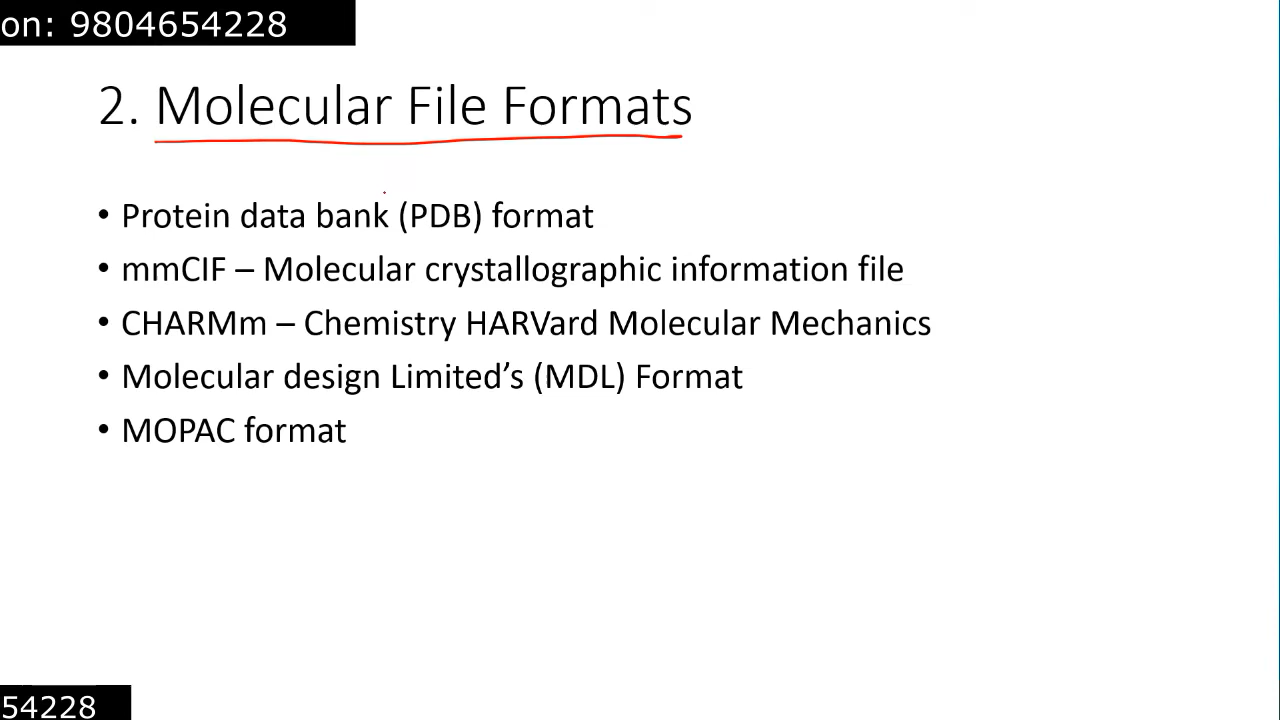 on: 9804654228
2. Molecular File Formats
• Protein data bank (PDB) format
• mmCIF – Molecular crystallographic information file
• CHARMm – Chemistry HARVard Molecular Mechanics
• Molecular design Limited’s (MDL) Format
• MOPAC format
54228